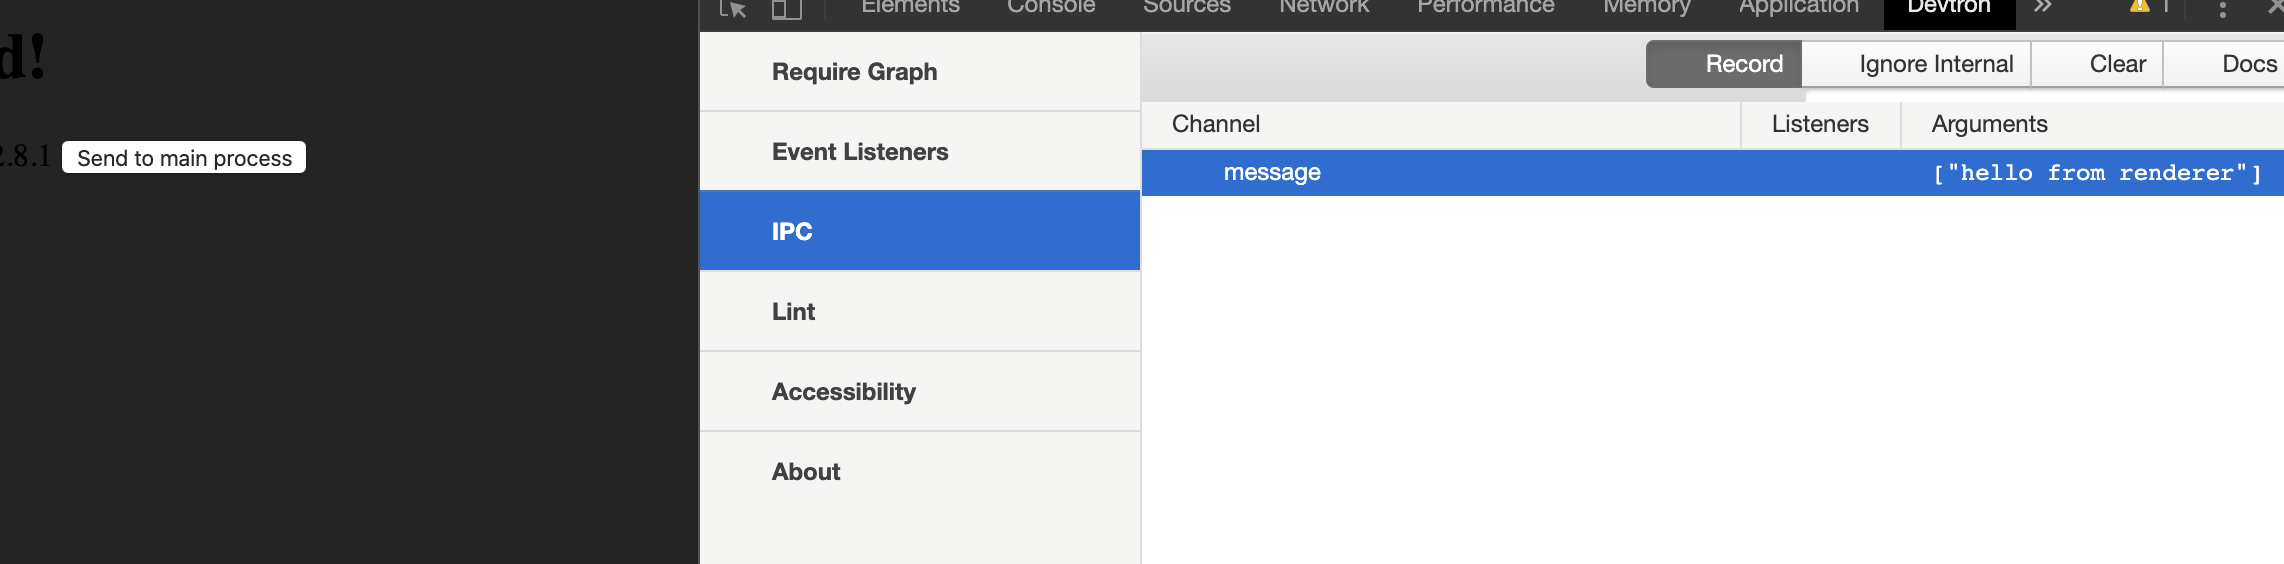 Elements Console Sources Network Performance Memory Application Devtron » 1
d!
2.8.1 Send to main process
Require Graph
Event Listeners
IPC
Lint
Accessibility
About
Record Ignore Internal Clear Docs
Channel Listeners Arguments
message ["hello from renderer"]